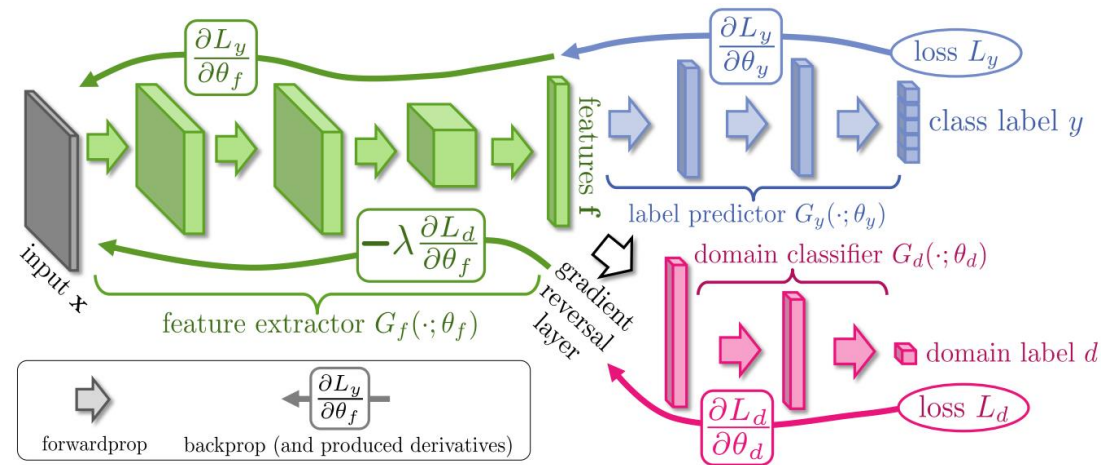 ∂L_y/∂θ_f
∂L_y/∂θ_y
loss L_y
features f
class label y
label predictor G_y(·; θ_y)
−λ ∂L_d/∂θ_f
input x
feature extractor G_f(·; θ_f)
gradient
reversal
layer
domain classifier G_d(·; θ_d)
domain label d
∂L_d/∂θ_d
loss L_d
∂L_y/∂θ_f
forwardprop
backprop (and produced derivatives)